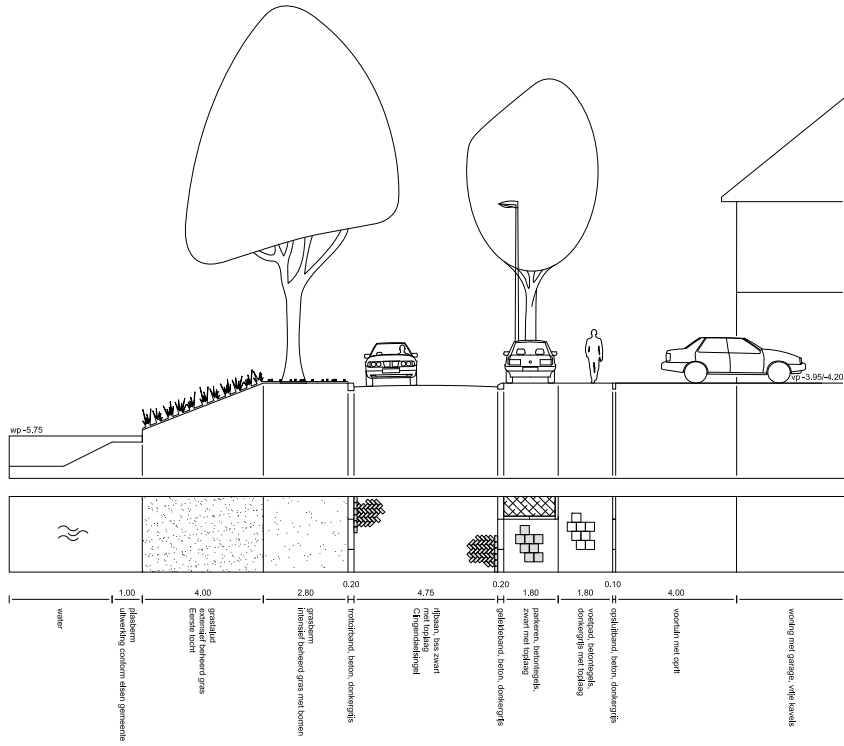 wp -5.75
vp -3.95/-4.20
0.20
0.20
0.10
1.00
4.00
2.80
4.75
1.80
1.80
4.00
water
plasberm
uitwerking conform eisen gemeente
grastalud
extensief beheerd gras
Eerste tocht
grasberm
intensief beheerd gras met bomen
trottoirband, beton, donkergrijs
rijbaan, bss zwart
met toplaag
Clingendaelsingel
geleideband, beton, donkergrijs
parkeren, betontegels,
zwart met toplaag
voetpad, betontegels,
donkergrijs met toplaag
opsluitband, beton, donkergrijs
voortuin met oprit
woning met garage, vrije kavels